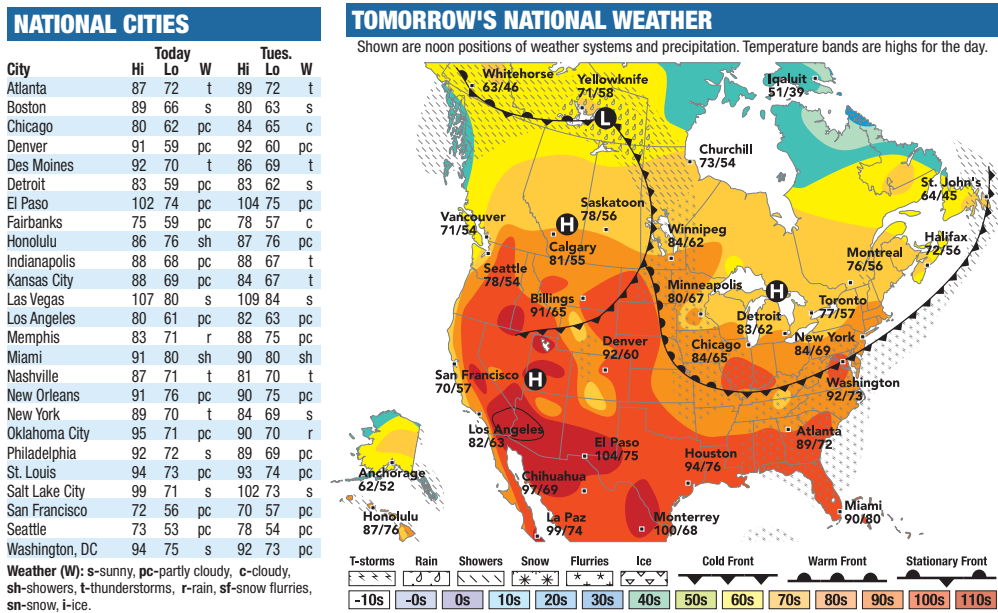 NATIONAL CITIES
Today Tues.
City Hi Lo W Hi Lo W
Atlanta 87 72 t 89 72 t
Boston 89 66 s 80 63 s
Chicago 80 62 pc 84 65 c
Denver 91 59 pc 92 60 pc
Des Moines 92 70 t 86 69 t
Detroit 83 59 pc 83 62 s
El Paso 102 74 pc 104 75 pc
Fairbanks 75 59 pc 78 57 c
Honolulu 86 76 sh 87 76 pc
Indianapolis 88 68 pc 88 67 t
Kansas City 88 69 pc 84 67 t
Las Vegas 107 80 s 109 84 s
Los Angeles 80 61 pc 82 63 pc
Memphis 83 71 r 88 75 pc
Miami 91 80 sh 90 80 sh
Nashville 87 71 t 81 70 t
New Orleans 91 76 pc 90 75 pc
New York 89 70 t 84 69 s
Oklahoma City 95 71 pc 90 70 r
Philadelphia 92 72 s 89 69 pc
St. Louis 94 73 pc 93 74 pc
Salt Lake City 99 71 s 102 73 s
San Francisco 72 56 pc 70 57 pc
Seattle 73 53 pc 78 54 pc
Washington, DC 94 75 s 92 73 pc
Weather (W): s-sunny, pc-partly cloudy, c-cloudy,
sh-showers, t-thunderstorms, r-rain, sf-snow flurries,
sn-snow, i-ice.
TOMORROW'S NATIONAL WEATHER
Shown are noon positions of weather systems and precipitation. Temperature bands are highs for the day.
Whitehorse
63/46
Yellowknife
71/58
Iqaluit
51/39
L
Churchill
73/54
St. John's
64/45
Saskatoon
78/56
Vancouver
71/54
H
Calgary
81/55
Winnipeg
84/62
Halifax
72/56
Montreal
76/56
Seattle
78/54
Billings
91/65
Minneapolis
80/67
H
Toronto
77/57
Detroit
83/62
New York
84/69
Chicago
84/65
Denver
92/60
San Francisco
70/57
H
Washington
92/73
Los Angeles
82/63
Atlanta
89/72
El Paso
104/75
Houston
94/76
Chihuahua
97/69
Anchorage
62/52
Honolulu
87/76
La Paz
99/74
Monterrey
100/68
Miami
90/80
T-storms Rain Showers Snow Flurries Ice Cold Front Warm Front Stationary Front
-10s -0s 0s 10s 20s 30s 40s 50s 60s 70s 80s 90s 100s 110s